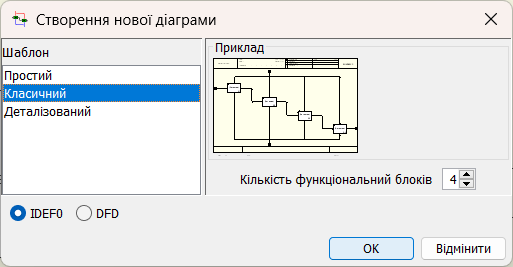 Створення нової діаграми
Шаблон
Простий
Класичний
Деталізований
Приклад
Кількість функціональний блоків 4
IDEF0 DFD
OK Відмінити